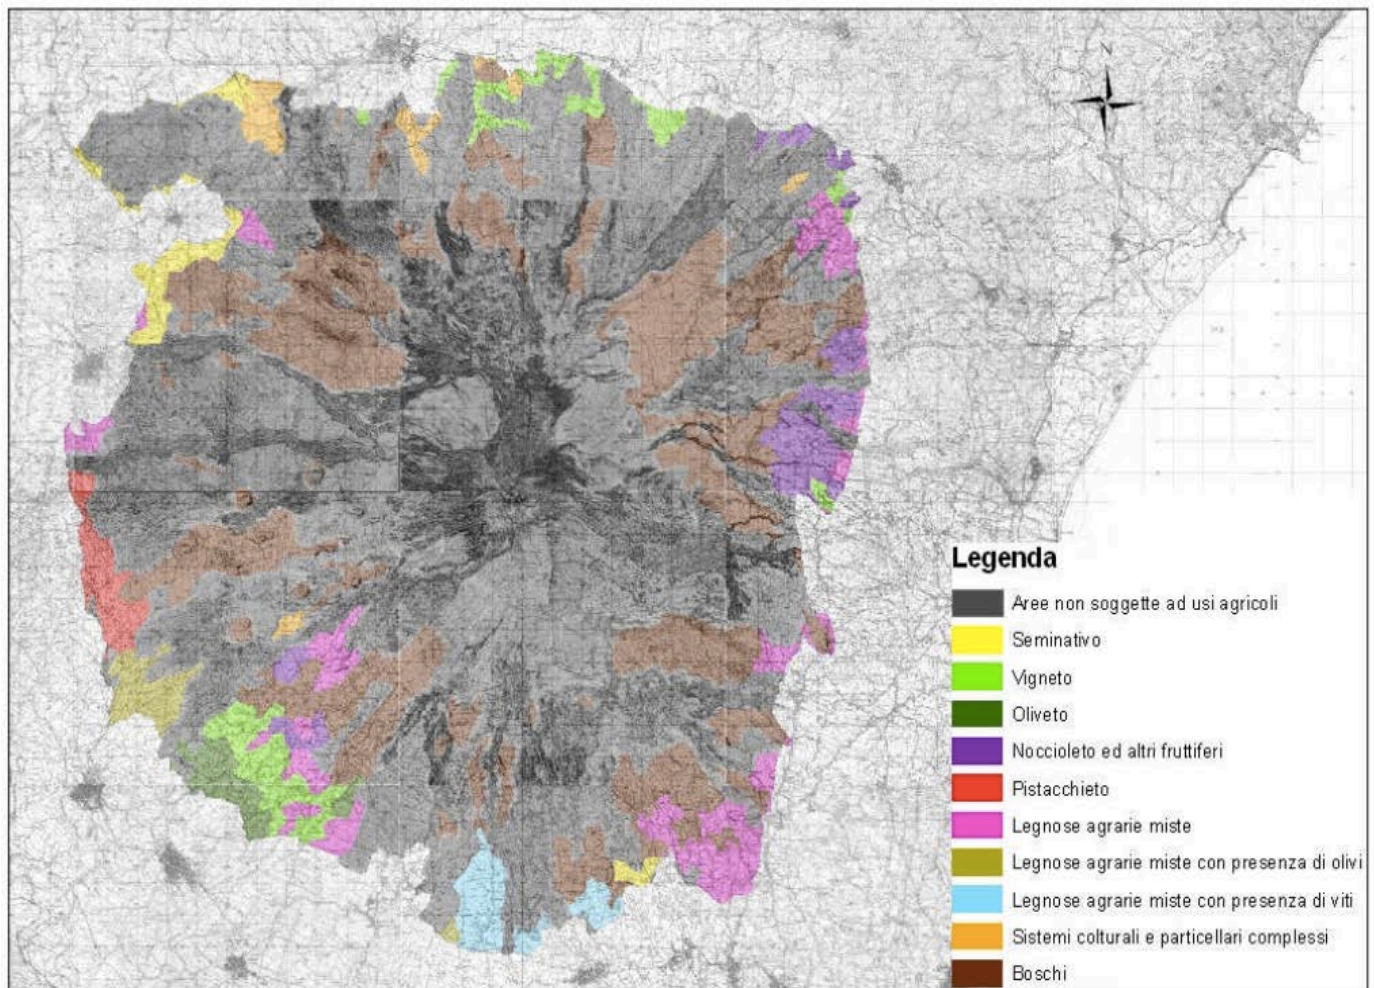 N
Legenda
Aree non soggette ad usi agricoli
Seminativo
Vigneto
Oliveto
Noccioleto ed altri fruttiferi
Pistacchieto
Legnose agrarie miste
Legnose agrarie miste con presenza di olivi
Legnose agrarie miste con presenza di viti
Sistemi colturali e particellari complessi
Boschi